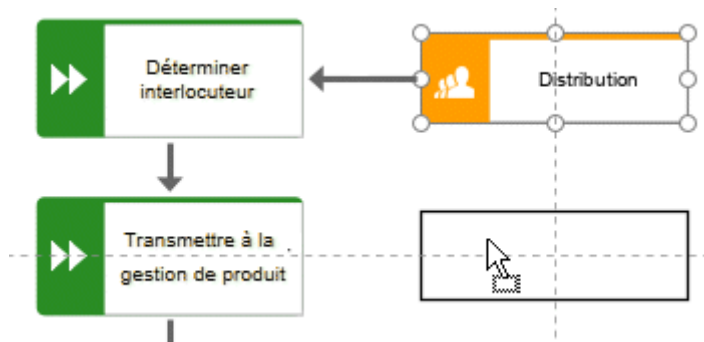 Déterminer
interlocuteur
Distribution
Transmettre à la
gestion de produit